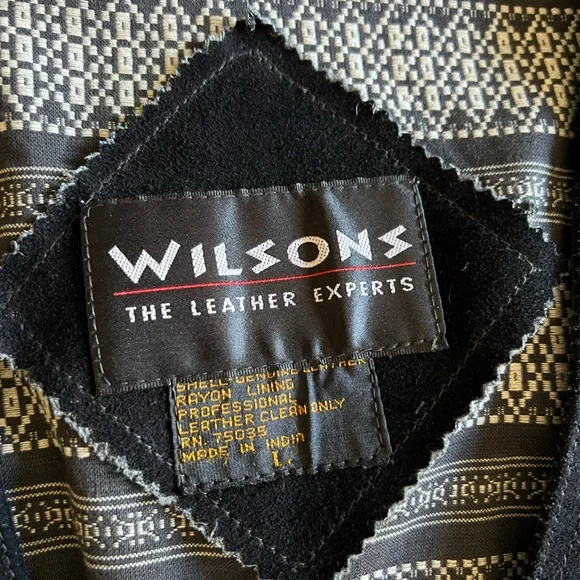 WILSONS
THE LEATHER EXPERTS
SHELL GENUINE LEATHER
RAYON LINING
PROFESSIONAL
LEATHER CLEAN ONLY
RN. 75035
MADE IN INDIA
L